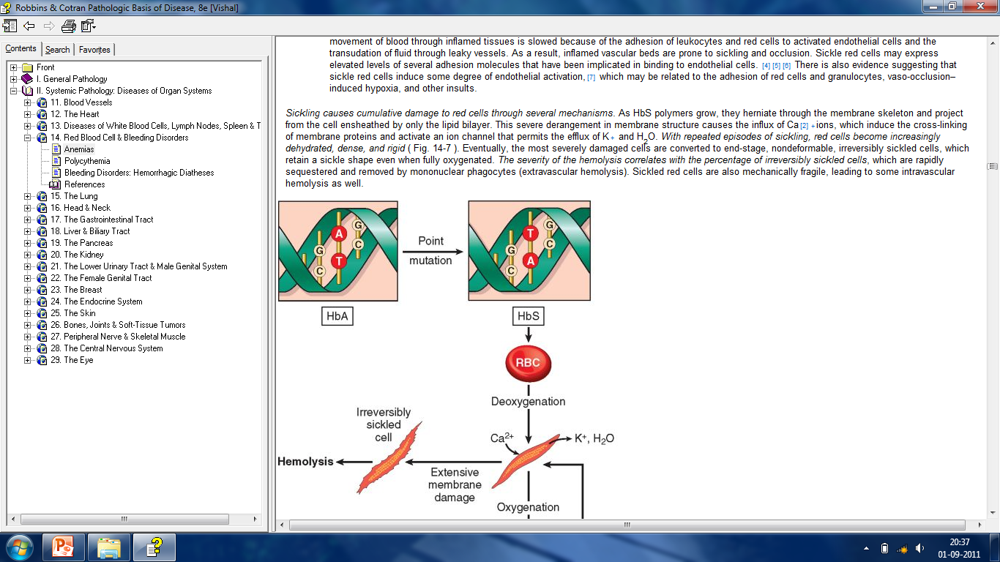 Robbins & Cotran Pathologic Basis of Disease, 8e [Vishal]
Contents Search Favorites
Front
I. General Pathology
II. Systemic Pathology: Diseases of Organ Systems
11. Blood Vessels
12. The Heart
13. Diseases of White Blood Cells, Lymph Nodes, Spleen & T
14. Red Blood Cell & Bleeding Disorders
Anemias
Polycythemia
Bleeding Disorders: Hemorrhagic Diatheses
References
15. The Lung
16. Head & Neck
17. The Gastrointestinal Tract
18. Liver & Biliary Tract
19. The Pancreas
20. The Kidney
21. The Lower Urinary Tract & Male Genital System
22. The Female Genital Tract
23. The Breast
24. The Endocrine System
25. The Skin
26. Bones, Joints & Soft-Tissue Tumors
27. Peripheral Nerve & Skeletal Muscle
28. The Central Nervous System
29. The Eye
movement of blood through inflamed tissues is slowed because of the adhesion of leukocytes and red cells to activated endothelial cells and the
transudation of fluid through leaky vessels. As a result, inflamed vascular beds are prone to sickling and occlusion. Sickle red cells may express
elevated levels of several adhesion molecules that have been implicated in binding to endothelial cells. [4] [5] [6] There is also evidence suggesting that
sickle red cells induce some degree of endothelial activation, [7] which may be related to the adhesion of red cells and granulocytes, vaso-occlusion–
induced hypoxia, and other insults.
Sickling causes cumulative damage to red cells through several mechanisms. As HbS polymers grow, they herniate through the membrane skeleton and project
from the cell ensheathed by only the lipid bilayer. This severe derangement in membrane structure causes the influx of Ca [2] + ions, which induce the cross-linking
of membrane proteins and activate an ion channel that permits the efflux of K + and H2O. With repeated episodes of sickling, red cells become increasingly
dehydrated, dense, and rigid ( Fig. 14-7 ). Eventually, the most severely damaged cells are converted to end-stage, nondeformable, irreversibly sickled cells, which
retain a sickle shape even when fully oxygenated. The severity of the hemolysis correlates with the percentage of irreversibly sickled cells, which are rapidly
sequestered and removed by mononuclear phagocytes (extravascular hemolysis). Sickled red cells are also mechanically fragile, leading to some intravascular
hemolysis as well.
G A G C
C T
Point
mutation
G T G C
C A
HbA
HbS
RBC
Deoxygenation
Irreversibly
sickled
cell
Ca2+
K+, H2O
Hemolysis
Extensive
membrane
damage
Oxygenation
20:37
01-09-2011